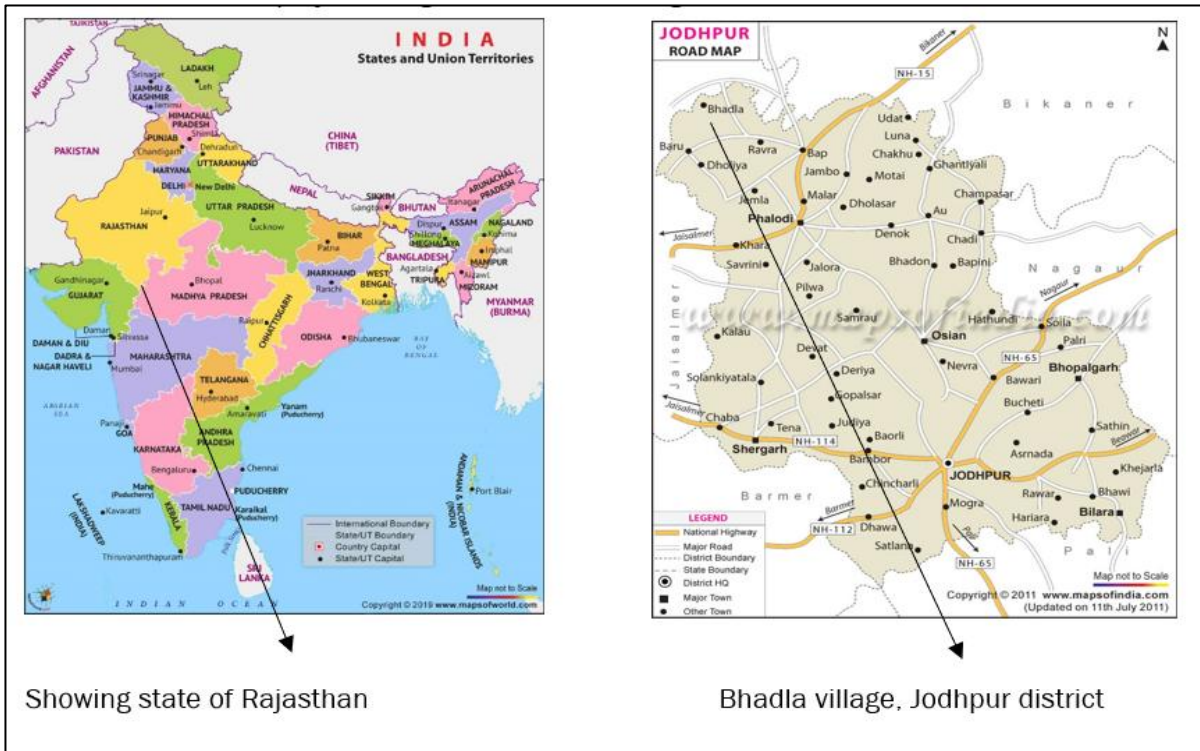 INDIA
States and Union Territories
TAJIKISTAN
AFGHANISTAN
PAKISTAN
CHINA
(TIBET)
NEPAL
BHUTAN
BANGLADESH
MYANMAR
(BURMA)
SRI
LANKA
LADAKH
Leh
Srinagar
JAMMU &
KASHMIR
Jammu
HIMACHAL
PRADESH
Shimla
PUNJAB
Chandigarh
Dehradun
UTTARAKHAND
HARYANA
DELHI
New Delhi
RAJASTHAN
Jaipur
UTTAR PRADESH
Lucknow
SIKKIM
Gangtok
ARUNACHAL
PRADESH
Itanagar
ASSAM
Dispur
NAGALAND
Kohima
Shillong
MEGHALAYA
Imphal
MANIPUR
Agartala
TRIPURA
Aizawl
MIZORAM
BIHAR
Patna
JHARKHAND
Ranchi
WEST
BENGAL
Kolkata
Gandhinagar
GUJARAT
Bhopal
MADHYA PRADESH
CHHATTISGARH
Raipur
ODISHA
Bhubaneswar
Daman
Silvassa
DAMAN & DIU
DADRA &
NAGAR HAVELI
MAHARASHTRA
Mumbai
TELANGANA
Hyderabad
Amaravati
ANDHRA
PRADESH
Yanam
(Puducherry)
Panaji
GOA
KARNATAKA
Bengaluru
Chennai
Mahe
(Puducherry)
PUDUCHERRY
TAMIL NADU
Karaikal
(Puducherry)
KERALA
Thiruvananthapuram
LAKSHADWEEP
(INDIA)
Kavaratti
ANDAMAN & NICOBAR ISLANDS
(INDIA)
Port Blair
ARABIAN
SEA
BAY
OF
BENGAL
INDIAN OCEAN
International Boundary
State/UT Boundary
Country Capital
State/UT Capital
Map not to Scale
Copyright © 2019 www.mapsofworld.com
Showing state of Rajasthan
JODHPUR
ROAD MAP
N
Bikaner
NH-15
Bikaner
Bhadla
Udat
Luna
Baru
Ravra
Bap
Chakhu
Dholiya
Ghantiyali
Jambo
Motai
Jemla
Malar
Dholasar
Champasar
Phalodi
Au
Denok
Chadi
Jaisalmer
Khara
Savrini
Jalora
Bhadon
Bapini
Nagaur
Pilwa
Nagaur
Samrau
Hathundi
Soila
www.mapsofindia.com
Kalau
Osian
Palri
Jaisalmer
Devat
NH-65
Deriya
Nevra
Bhopalgarh
Solankiyatala
Bawari
Gopalsar
Bucheti
Jaisalmer
Chaba
Tena
Judiya
Sathin
NH-114
Baorli
Beawar
Shergarh
Bambor
Asrnada
JODHPUR
Khejarla
Chincharli
Rawar
Bhawi
Barmer
Mogra
Bilara
Barmer
Hariara
NH-112
Dhawa
Pali
Satlana
Pali
NH-65
LEGEND
National Highway
Major Road
District Boundary
State Boundary
District HQ
Major Town
Other Town
Map not to Scale
Copyright © 2011 www.mapsofindia.com
(Updated on 11th July 2011)
Bhadla village, Jodhpur district